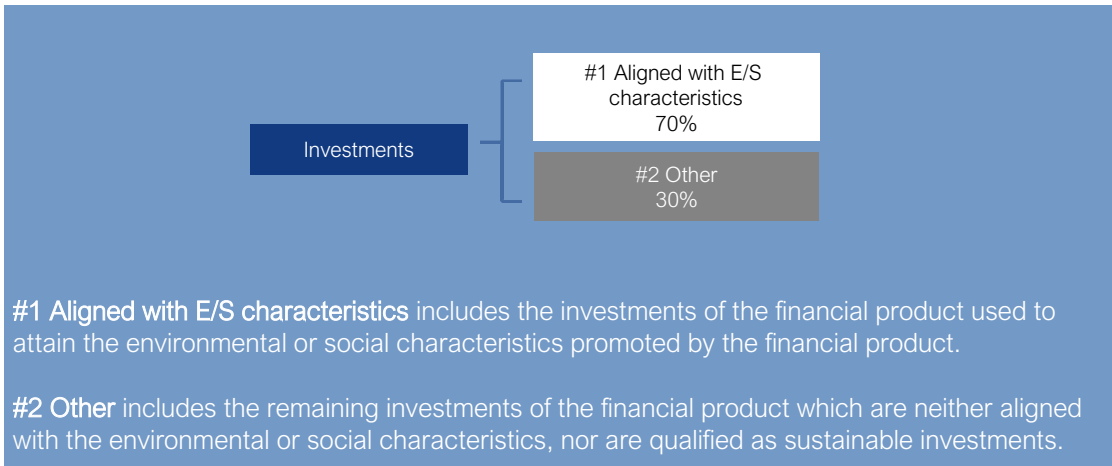 #1 Aligned with E/S
characteristics
70%
Investments
#2 Other
30%
#1 Aligned with E/S characteristics includes the investments of the financial product used to
attain the environmental or social characteristics promoted by the financial product.
#2 Other includes the remaining investments of the financial product which are neither aligned
with the environmental or social characteristics, nor are qualified as sustainable investments.